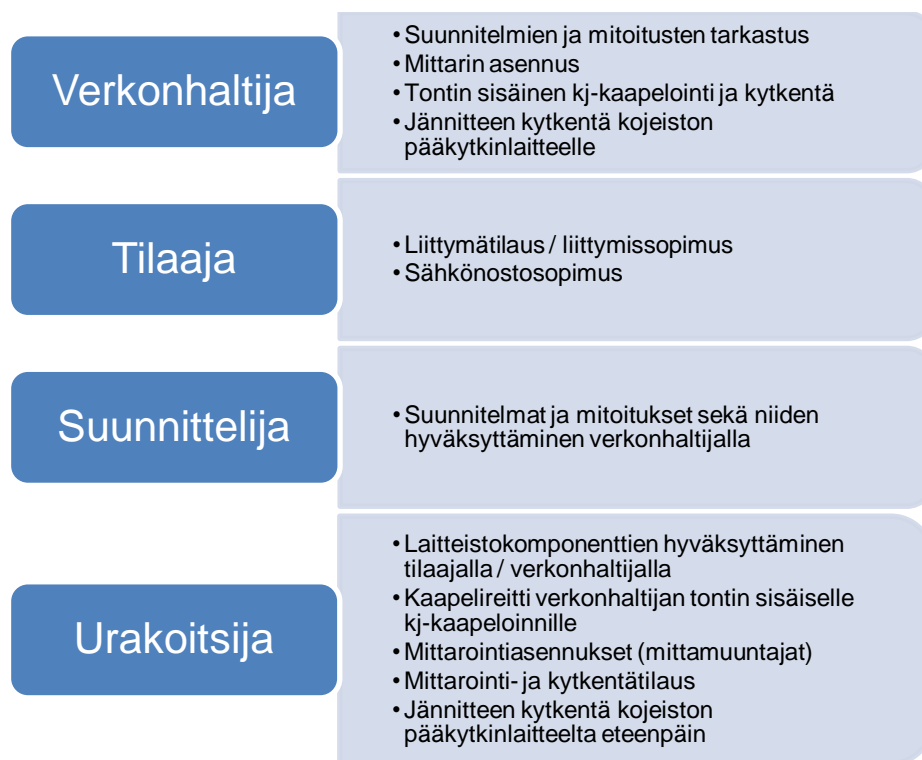 Verkonhaltija
• Suunnitelmien ja mitoitusten tarkastus
• Mittarin asennus
• Tontin sisäinen kj-kaapelointi ja kytkentä
• Jännitteen kytkentä kojeiston
pääkytkinlaitteelle
Tilaaja
• Liittymätilaus / liittymissopimus
• Sähkönostosopimus
Suunnittelija
• Suunnitelmat ja mitoitukset sekä niiden
hyväksyttäminen verkonhaltijalla
Urakoitsija
• Laitteistokomponenttien hyväksyttäminen
tilaajalla / verkonhaltijalla
• Kaapelireitti verkonhaltijan tontin sisäiselle
kj-kaapeloinnille
• Mittarointiasennukset (mittamuuntajat)
• Mittarointi- ja kytkentätilaus
• Jännitteen kytkentä kojeiston
pääkytkinlaitteelta eteenpäin